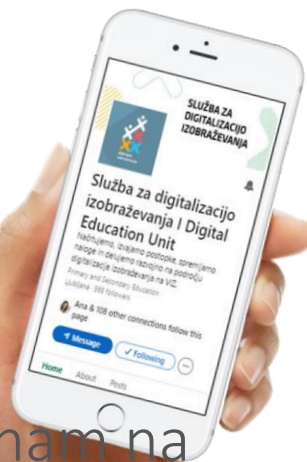 SLUŽBA ZA
DIGITALIZACIJO
IZOBRAŽEVANJA
Služba za digitalizacijo
izobraževanja I Digital
Education Unit
Načrtujemo, izvajamo postopke, spremljamo
naloge in delujemo razvojno na področju
digitalizacije izobraževanja na VIZ.
Primary and Secondary Education
Ljubljana · 988 followers
Ana & 108 other connections follow this
page
Message
Following
Home About Posts
nam na